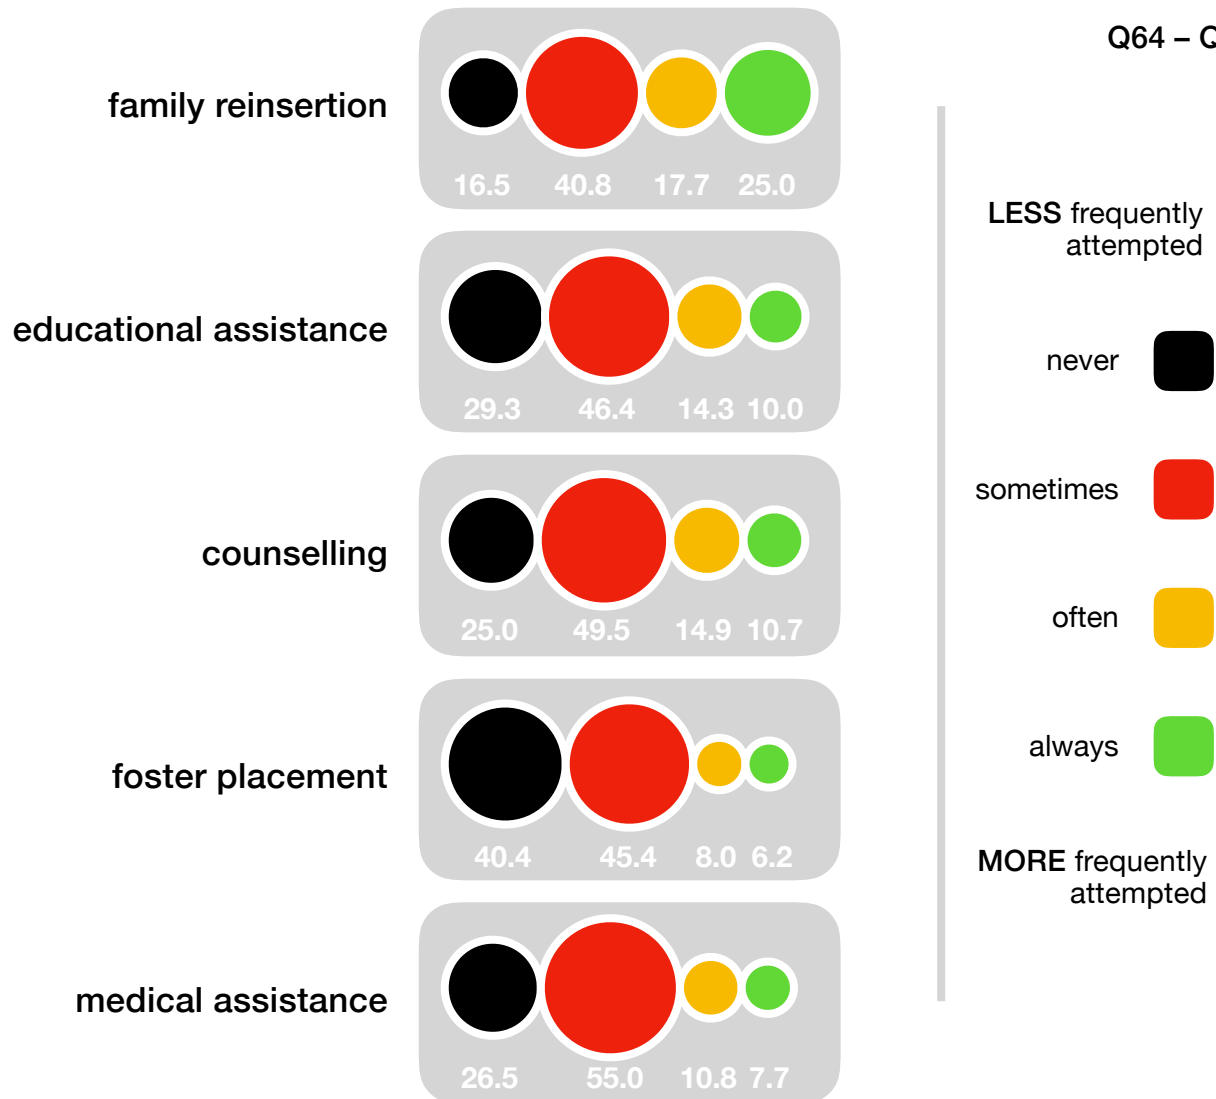 Q64 – Q
family reinsertion
16.5 40.8 17.7 25.0
LESS frequently
attempted
educational assistance
29.3 46.4 14.3 10.0
never
sometimes
counselling
25.0 49.5 14.9 10.7
often
always
foster placement
40.4 45.4 8.0 6.2
MORE frequently
attempted
medical assistance
26.5 55.0 10.8 7.7